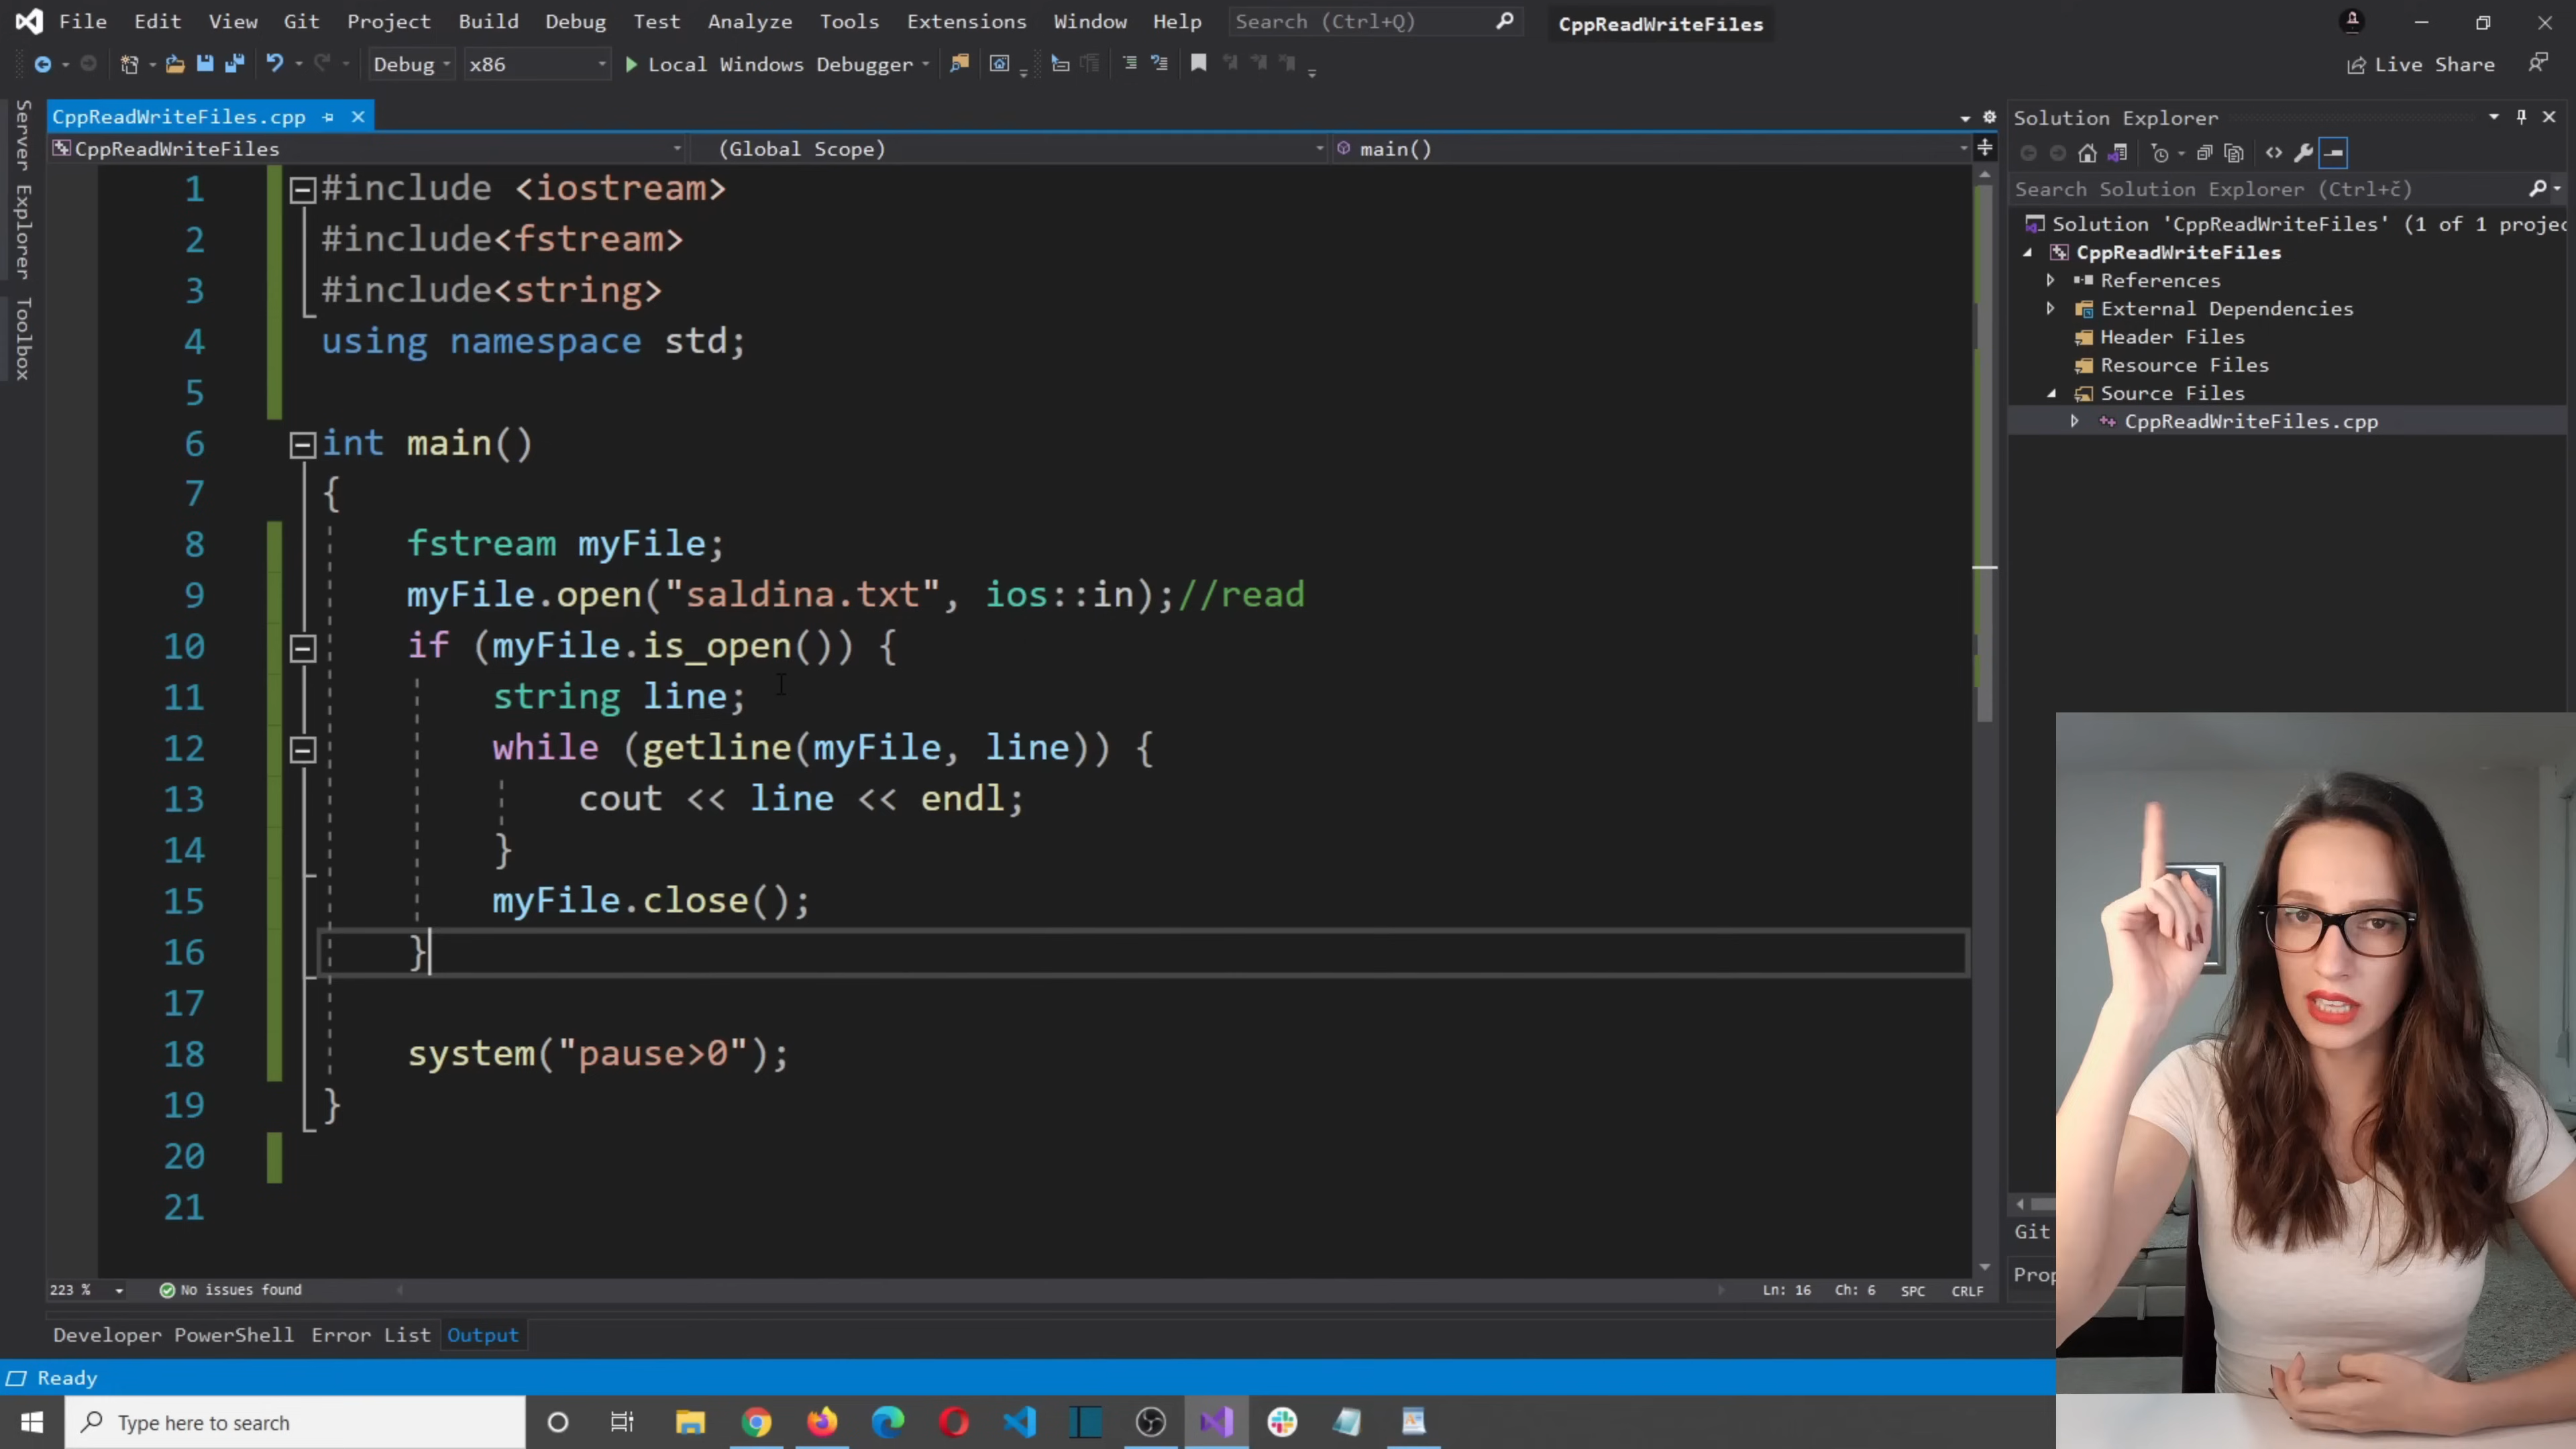 File Edit View Git Project Build Debug Test Analyze Tools Extensions Window Help Search (Ctrl+Q) CppReadWriteFiles
Debug x86 Local Windows Debugger Live Share
Server Explorer
Toolbox
CppReadWriteFiles.cpp
CppReadWriteFiles (Global Scope) main()
1 #include <iostream>
2 #include<fstream>
3 #include<string>
4 using namespace std;
5
6 int main()
7 {
8 fstream myFile;
9 myFile.open("saldina.txt", ios::in);//read
10 if (myFile.is_open()) {
11 string line;
12 while (getline(myFile, line)) {
13 cout << line << endl;
14 }
15 myFile.close();
16 }
17
18 system("pause>0");
19 }
20
21
223 % No issues found Ln: 16 Ch: 6 SPC CRLF
Developer PowerShell Error List Output
Ready
Type here to search
Solution Explorer
Search Solution Explorer (Ctrl+č)
Solution 'CppReadWriteFiles' (1 of 1 projec
CppReadWriteFiles
References
External Dependencies
Header Files
Resource Files
Source Files
CppReadWriteFiles.cpp
Git
Prop